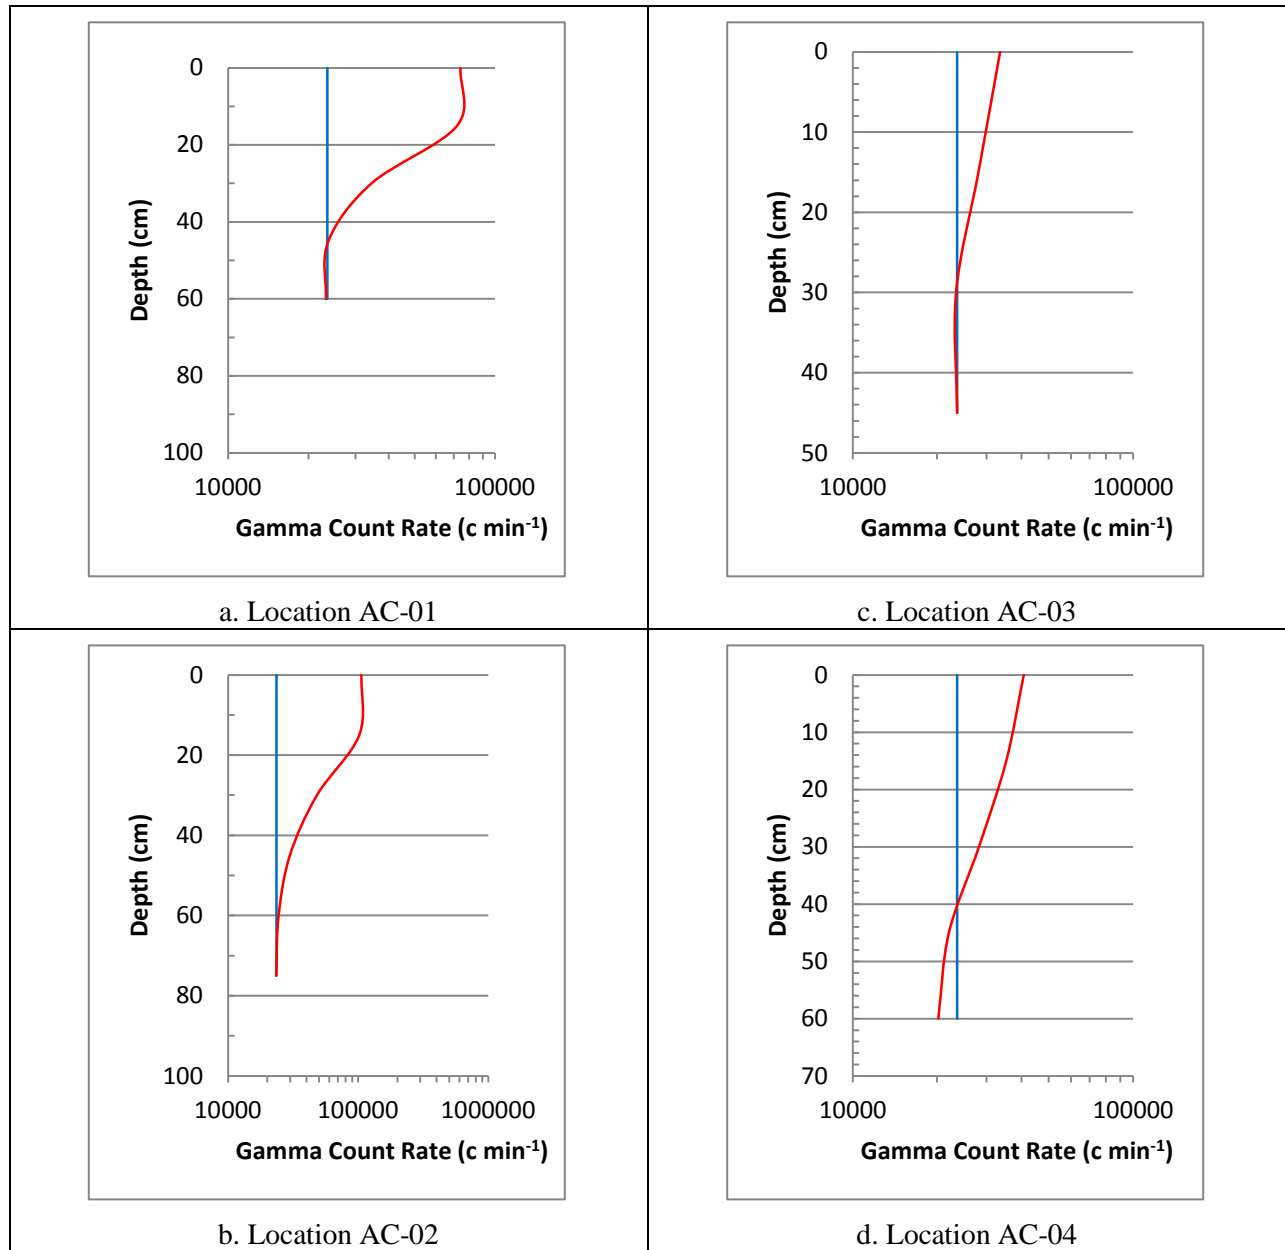 0
20
40
60
80
100
Depth (cm)
10000 100000
Gamma Count Rate (c min-1)
a. Location AC-01
0
10
20
30
40
50
Depth (cm)
10000 100000
Gamma Count Rate (c min-1)
c. Location AC-03
0
20
40
60
80
100
Depth (cm)
10000 100000 1000000
Gamma Count Rate (c min-1)
b. Location AC-02
0
10
20
30
40
50
60
70
Depth (cm)
10000 100000
Gamma Count Rate (c min-1)
d. Location AC-04